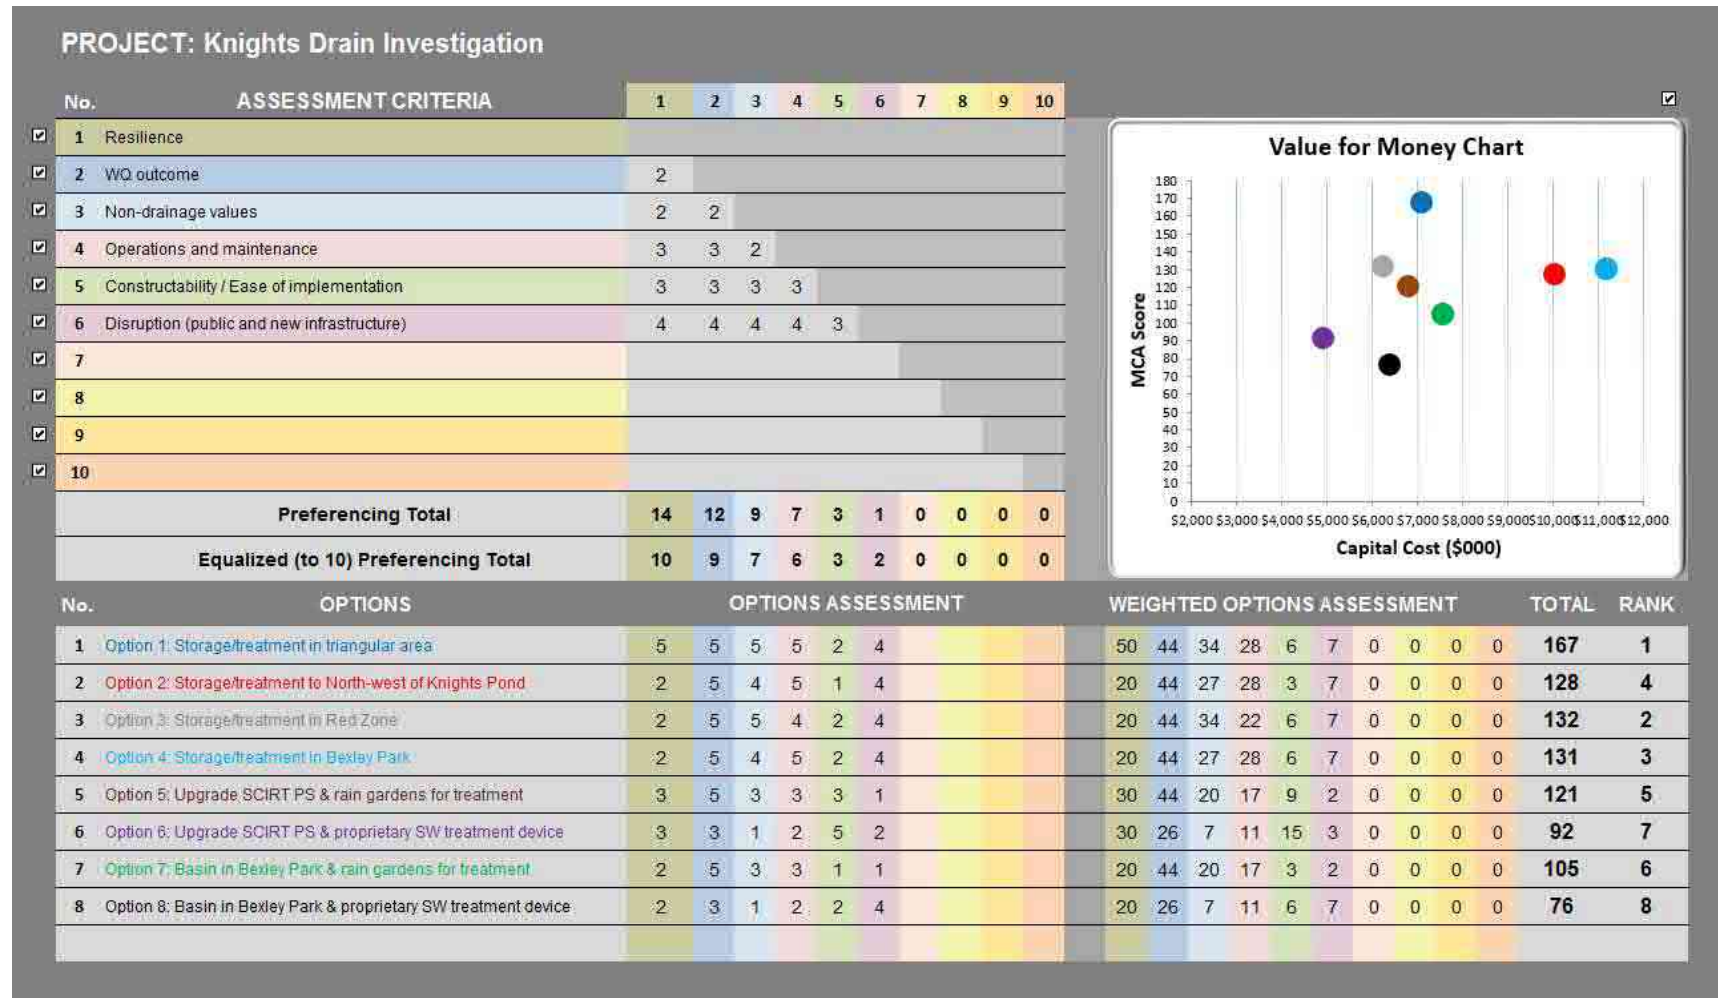 PROJECT: Knights Drain Investigation
No. ASSESSMENT CRITERIA 1 2 3 4 5 6 7 8 9 10
1 Resilience
2 WQ outcome 2
3 Non-drainage values 2 2
4 Operations and maintenance 3 3 2
5 Constructability / Ease of implementation 3 3 3 3
6 Disruption (public and new infrastructure) 4 4 4 4 3
7
8
9
10
Preferencing Total 14 12 9 7 3 1 0 0 0 0
Equalized (to 10) Preferencing Total 10 9 7 6 3 2 0 0 0 0
Value for Money Chart
MCA Score
180
170
160
150
140
130
120
110
100
90
80
70
60
50
40
30
20
10
0
$2,000 $3,000 $4,000 $5,000 $6,000 $7,000 $8,000 $9,000 $10,000 $11,000 $12,000
Capital Cost ($000)
No. OPTIONS OPTIONS ASSESSMENT WEIGHTED OPTIONS ASSESSMENT TOTAL RANK
1 Option 1: Storage/treatment in triangular area 5 5 5 5 2 4 50 44 34 28 6 7 0 0 0 0 167 1
2 Option 2: Storage/treatment to North-west of Knights Pond 2 5 4 5 1 4 20 44 27 28 3 7 0 0 0 0 128 4
3 Option 3: Storage/treatment in Red Zone 2 5 5 4 2 4 20 44 34 22 6 7 0 0 0 0 132 2
4 Option 4: Storage/treatment in Bexley Park 2 5 4 5 2 4 20 44 27 28 6 7 0 0 0 0 131 3
5 Option 5: Upgrade SCIRT PS & rain gardens for treatment 3 5 3 3 3 1 30 44 20 17 9 2 0 0 0 0 121 5
6 Option 6: Upgrade SCIRT PS & proprietary SW treatment device 3 3 1 2 5 2 30 26 7 11 15 3 0 0 0 0 92 7
7 Option 7: Basin in Bexley Park & rain gardens for treatment 2 5 3 3 1 1 20 44 20 17 3 2 0 0 0 0 105 6
8 Option 8: Basin in Bexley Park & proprietary SW treatment device 2 3 1 2 2 4 20 26 7 11 6 7 0 0 0 0 76 8